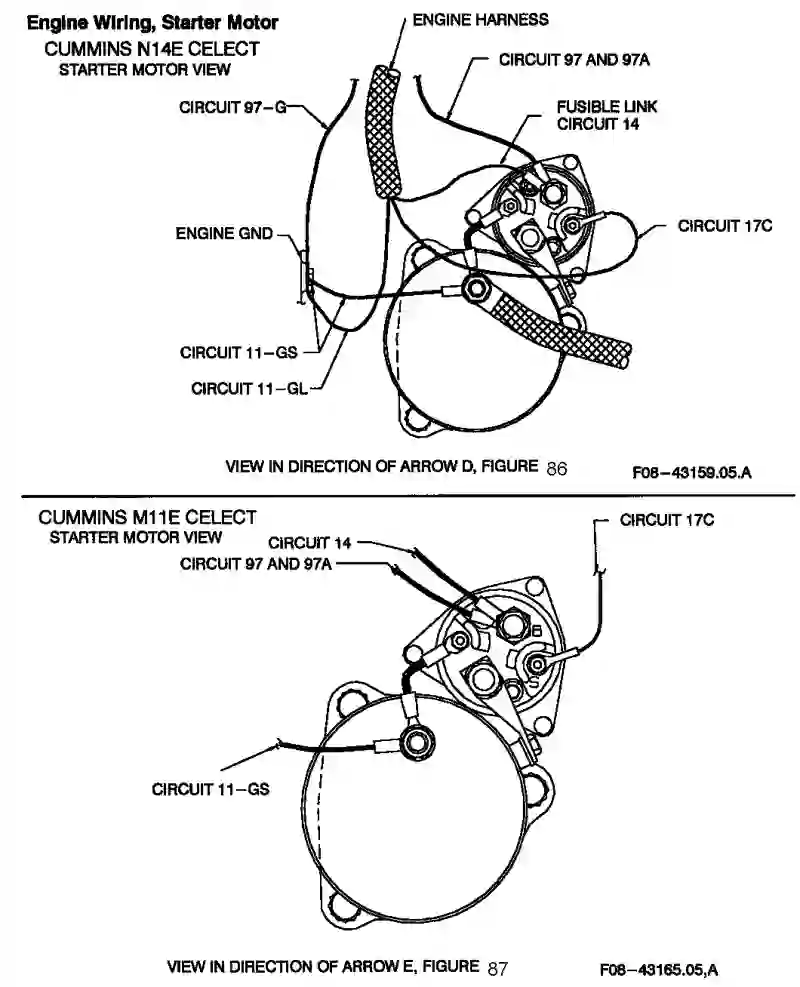 Engine Wiring, Starter Motor
CUMMINS N14E CELECT
STARTER MOTOR VIEW
ENGINE HARNESS
CIRCUIT 97 AND 97A
CIRCUIT 97-G
FUSIBLE LINK
CIRCUIT 14
ENGINE GND
CIRCUIT 17C
CIRCUIT 11-GS
CIRCUIT 11-GL
VIEW IN DIRECTION OF ARROW D, FIGURE 86
F08-43159.05.A
CUMMINS M11E CELECT
STARTER MOTOR VIEW
CIRCUIT 17C
CIRCUIT 14
CIRCUIT 97 AND 97A
B
S
CIRCUIT 11-GS
VIEW IN DIRECTION OF ARROW E, FIGURE 87
F08-43165.05,A